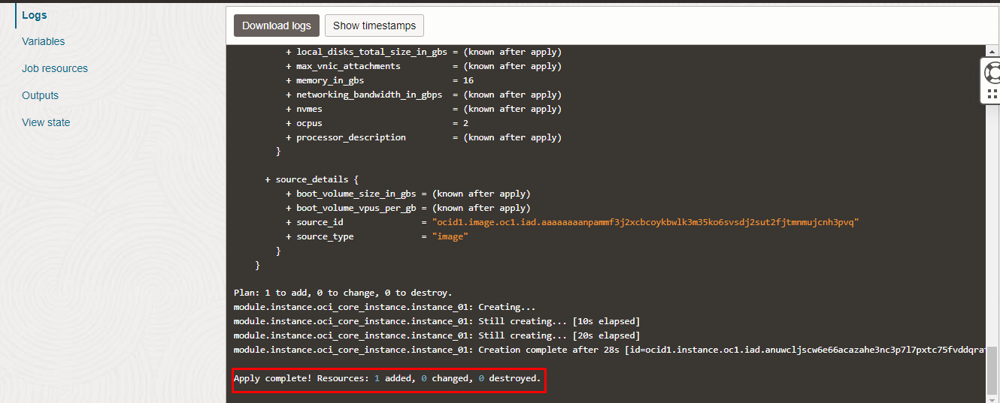 Logs
Variables
Job resources
Outputs
View state
Download logs
Show timestamps
+ local_disks_total_size_in_gbs = (known after apply)
+ max_vnic_attachments = (known after apply)
+ memory_in_gbs = 16
+ networking_bandwidth_in_gbps = (known after apply)
+ nvmes = (known after apply)
+ ocpus = 2
+ processor_description = (known after apply)
}
+ source_details {
+ boot_volume_size_in_gbs = (known after apply)
+ boot_volume_vpus_per_gb = (known after apply)
+ source_id = "ocid1.image.oc1.iad.aaaaaaaanpammf3j2xcbcoykbwlk3m35ko6svsdj2sut2fjtmnmujcnh3pvq"
+ source_type = "image"
}
}
Plan: 1 to add, 0 to change, 0 to destroy.
module.instance.oci_core_instance.instance_01: Creating...
module.instance.oci_core_instance.instance_01: Still creating... [10s elapsed]
module.instance.oci_core_instance.instance_01: Still creating... [20s elapsed]
module.instance.oci_core_instance.instance_01: Creation complete after 28s [id=ocid1.instance.oc1.iad.anuwcljscw6e66acazahe3nc3p7l7pxtc75fvddqra
Apply complete! Resources: 1 added, 0 changed, 0 destroyed.